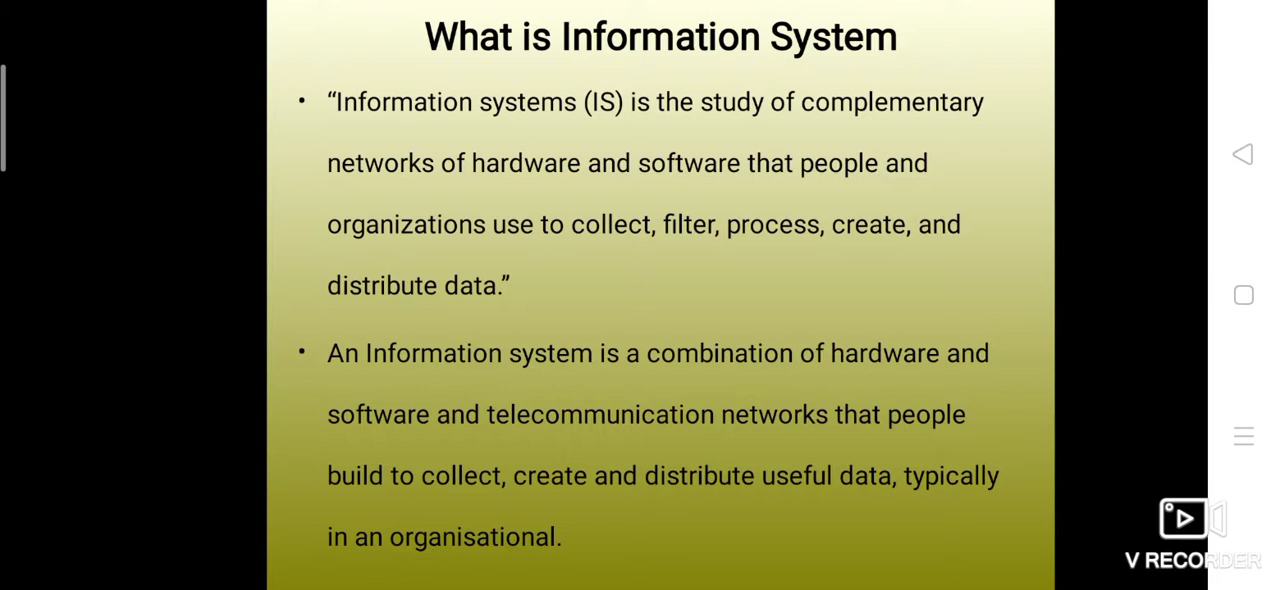 What is Information System
• “Information systems (IS) is the study of complementary
networks of hardware and software that people and
organizations use to collect, filter, process, create, and
distribute data.”
• An Information system is a combination of hardware and
software and telecommunication networks that people
build to collect, create and distribute useful data, typically
in an organisational.
V RECORDER